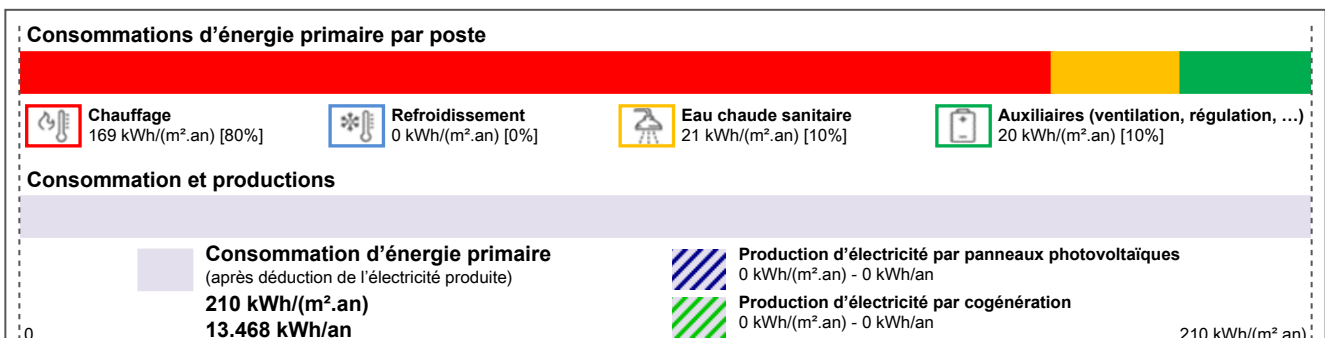 Consommations d’énergie primaire par poste
Chauffage
169 kWh/(m².an) [80%]
Refroidissement
0 kWh/(m².an) [0%]
Eau chaude sanitaire
21 kWh/(m².an) [10%]
Auxiliaires (ventilation, régulation, …)
20 kWh/(m².an) [10%]
Consommation et productions
Consommation d’énergie primaire
(après déduction de l’électricité produite)
210 kWh/(m².an)
13.468 kWh/an
Production d’électricité par panneaux photovoltaïques
0 kWh/(m².an) - 0 kWh/an
Production d’électricité par cogénération
0 kWh/(m².an) - 0 kWh/an
0
210 kWh/(m².an)